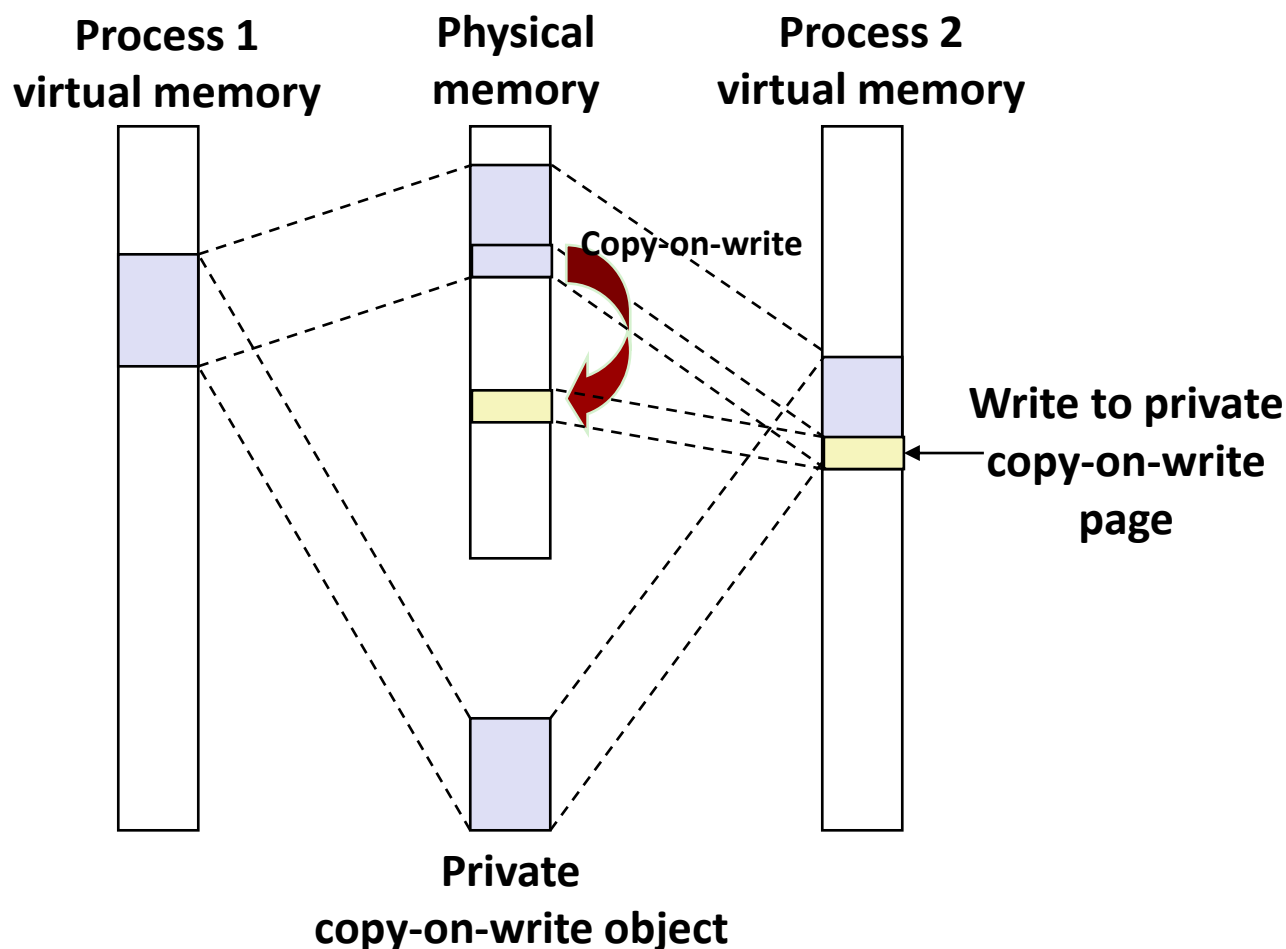 Process 1
virtual memory
Physical
memory
Process 2
virtual memory
Copy-on-write
Write to private
copy-on-write
page
Private
copy-on-write object